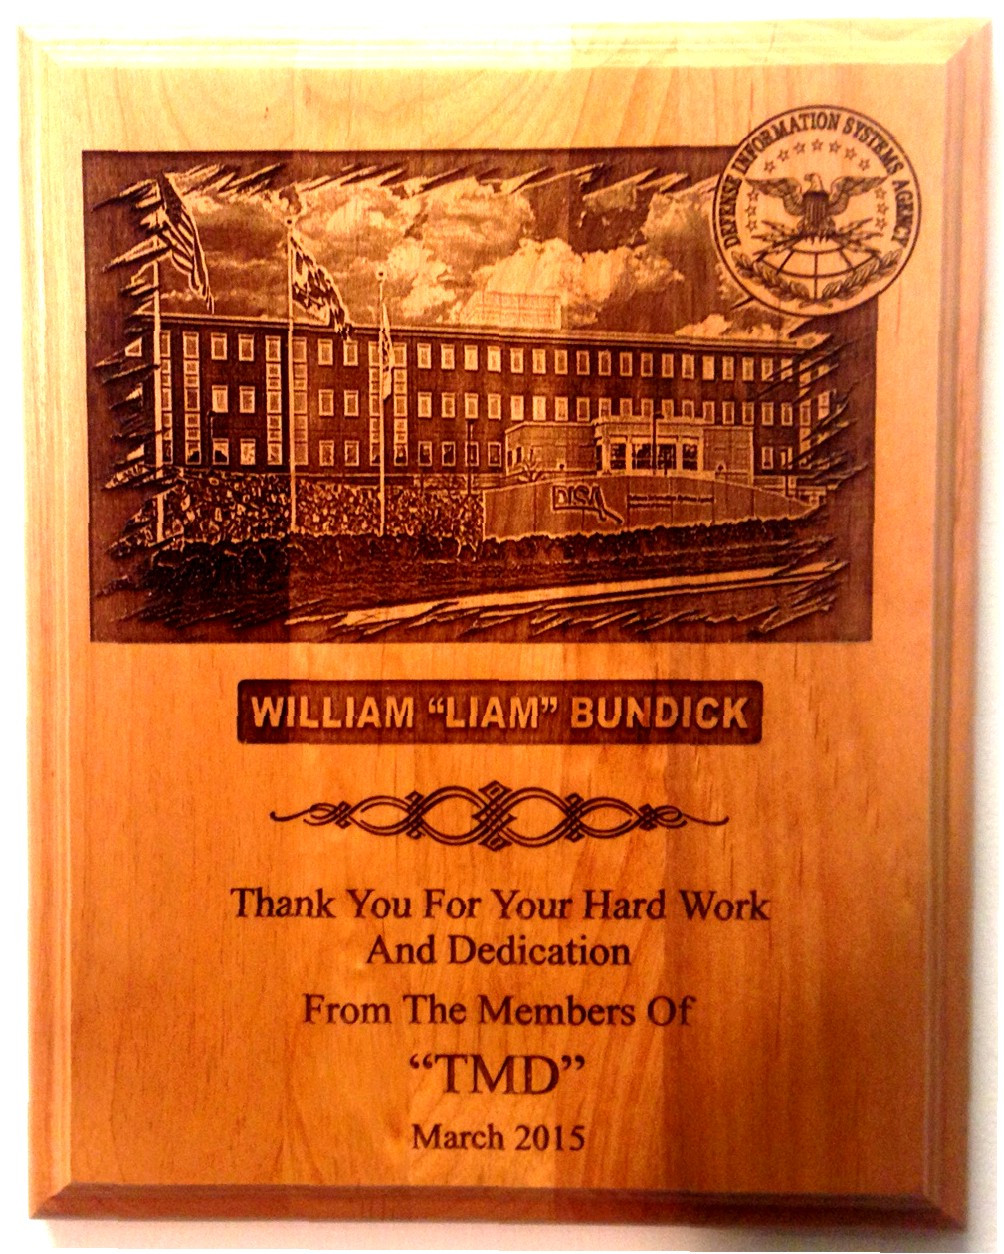 DEFENSE INFORMATION SYSTEMS AGENCY
DISA
WILLIAM “LIAM” BUNDICK
Thank You For Your Hard Work
And Dedication
From The Members Of
“TMD”
March 2015